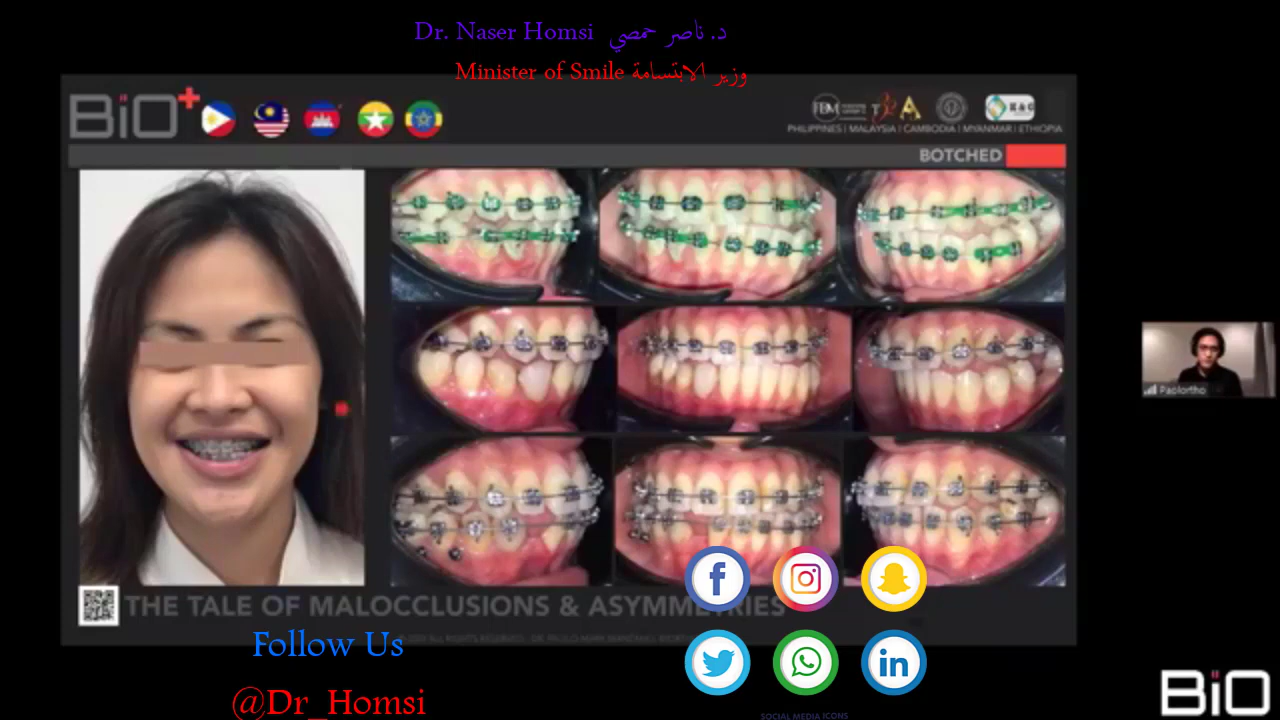 Dr. Naser Homsi د. ناصر حمصي
Minister of Smile وزير الابتسامة
BiO+
PHILIPPINES | MALAYSIA | CAMBODIA | MYANMAR | ETHIOPIA
BOTCHED
Paolortho
THE TALE OF MALOCCLUSIONS & ASYMMETRIES
Follow Us
@Dr_Homsi
SOCIAL MEDIA ICONS
BiO